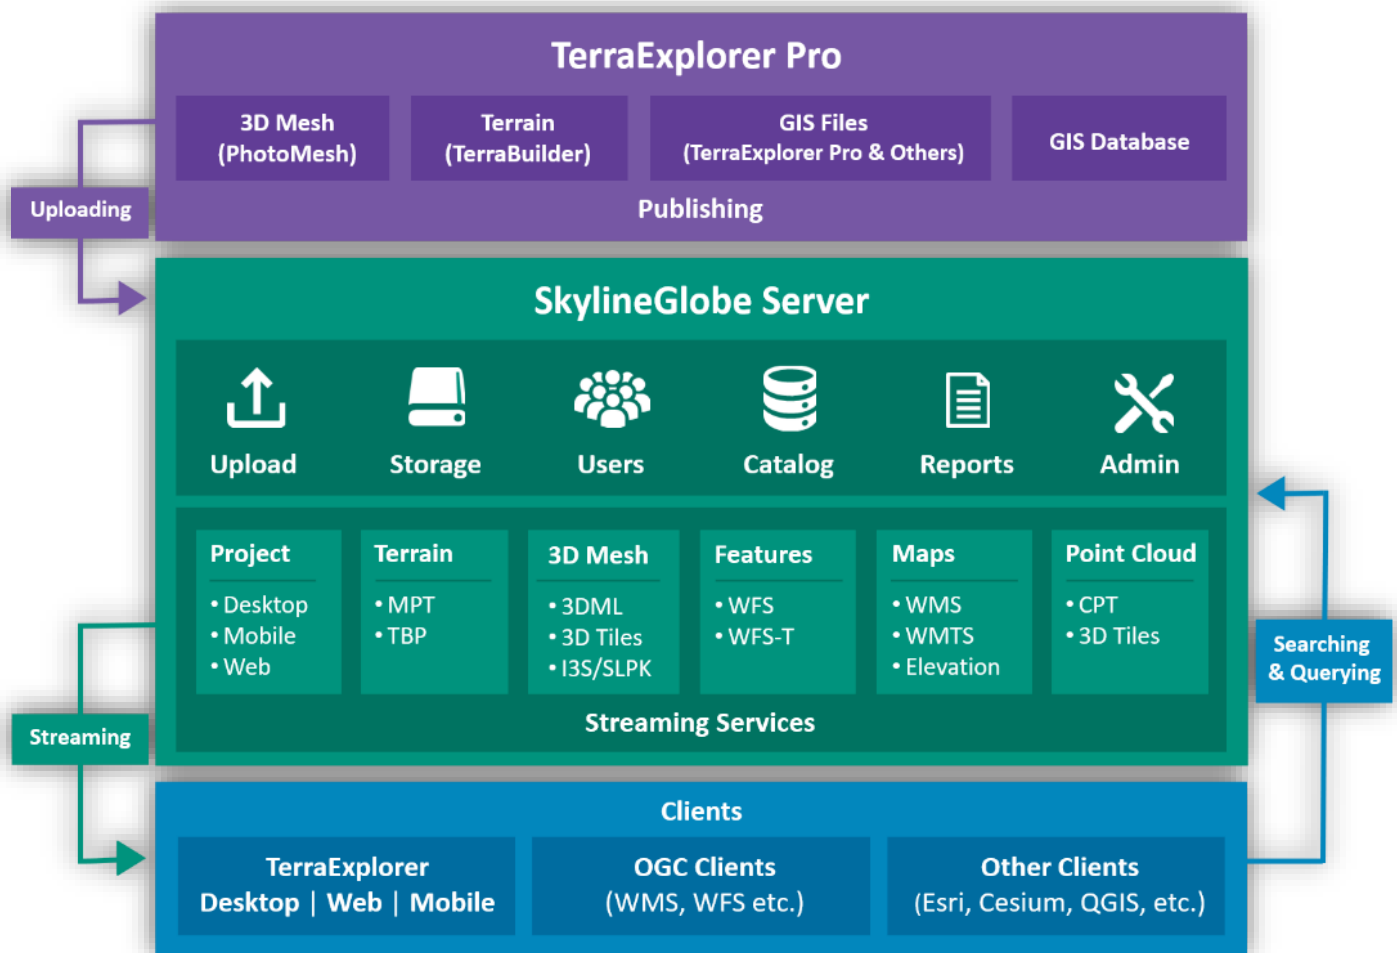 TerraExplorer Pro
3D Mesh
(PhotoMesh)
Terrain
(TerraBuilder)
GIS Files
(TerraExplorer Pro & Others)
GIS Database
Publishing
Uploading
SkylineGlobe Server
Upload
Storage
Users
Catalog
Reports
Admin
Project
• Desktop
• Mobile
• Web
Terrain
• MPT
• TBP
3D Mesh
• 3DML
• 3D Tiles
• I3S/SLPK
Features
• WFS
• WFS-T
Maps
• WMS
• WMTS
• Elevation
Point Cloud
• CPT
• 3D Tiles
Streaming Services
Searching
& Querying
Streaming
Clients
TerraExplorer
Desktop | Web | Mobile
OGC Clients
(WMS, WFS etc.)
Other Clients
(Esri, Cesium, QGIS, etc.)